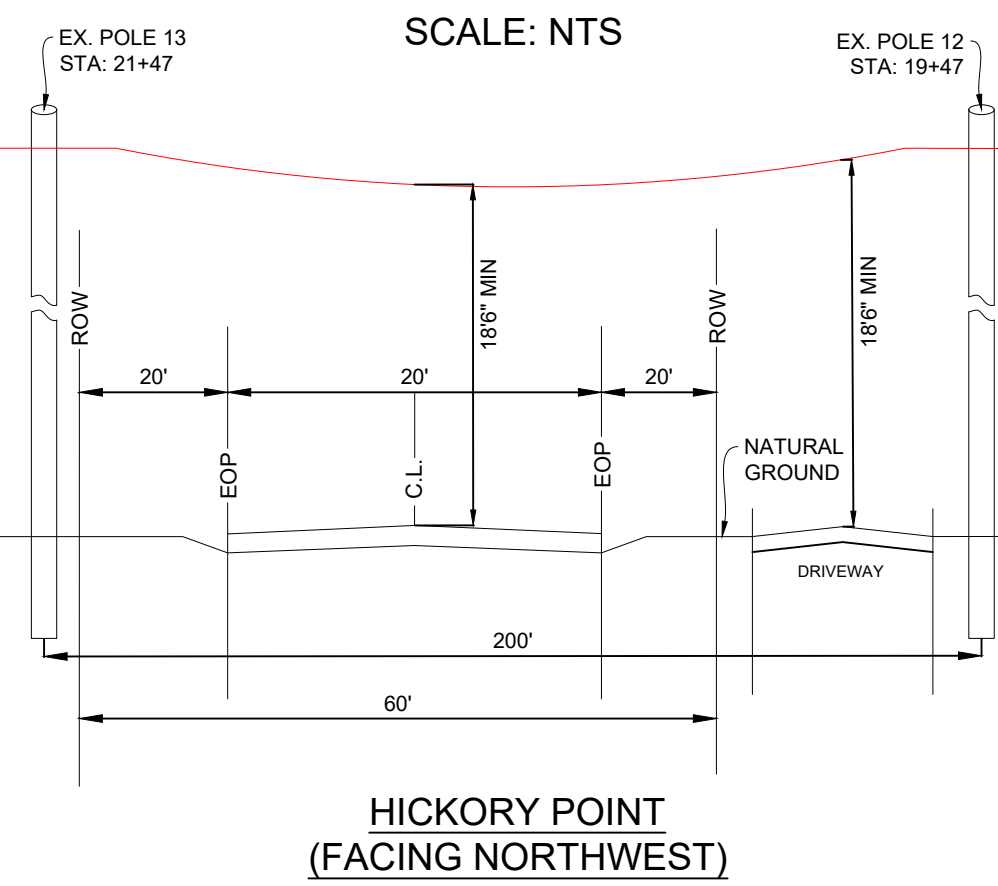 SCALE: NTS
EX. POLE 13
STA: 21+47
EX. POLE 12
STA: 19+47
ROW
18'6" MIN
ROW
18'6" MIN
20'
20'
20'
EOP
C.L.
EOP
NATURAL
GROUND
DRIVEWAY
200'
60'
HICKORY POINT
(FACING NORTHWEST)